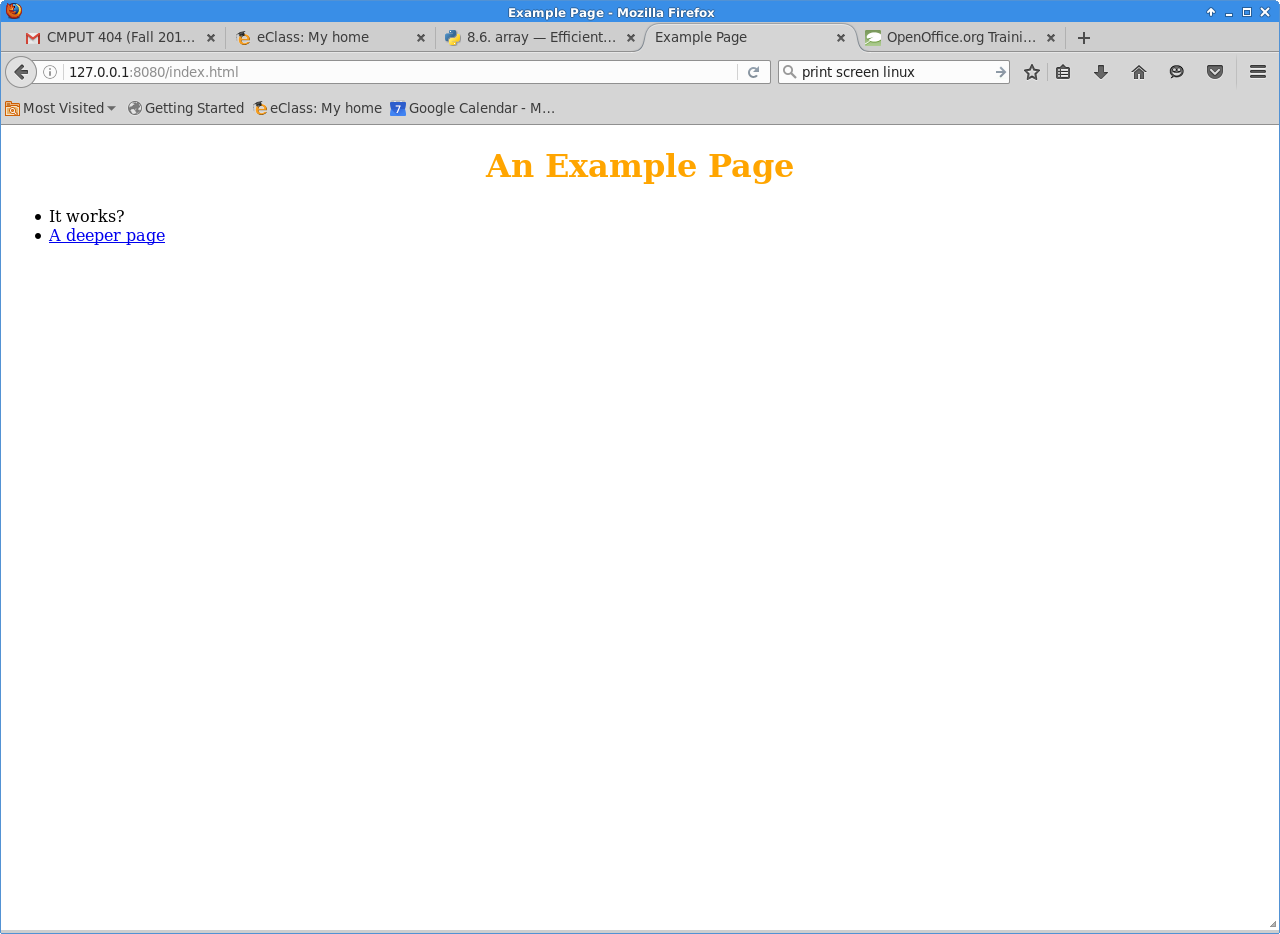 Example Page - Mozilla Firefox
CMPUT 404 (Fall 201... eClass: My home 8.6. array — Efficient... Example Page OpenOffice.org Traini...
127.0.0.1:8080/index.html print screen linux
Most Visited Getting Started eClass: My home 7 Google Calendar - M...
An Example Page
• It works?
• A deeper page